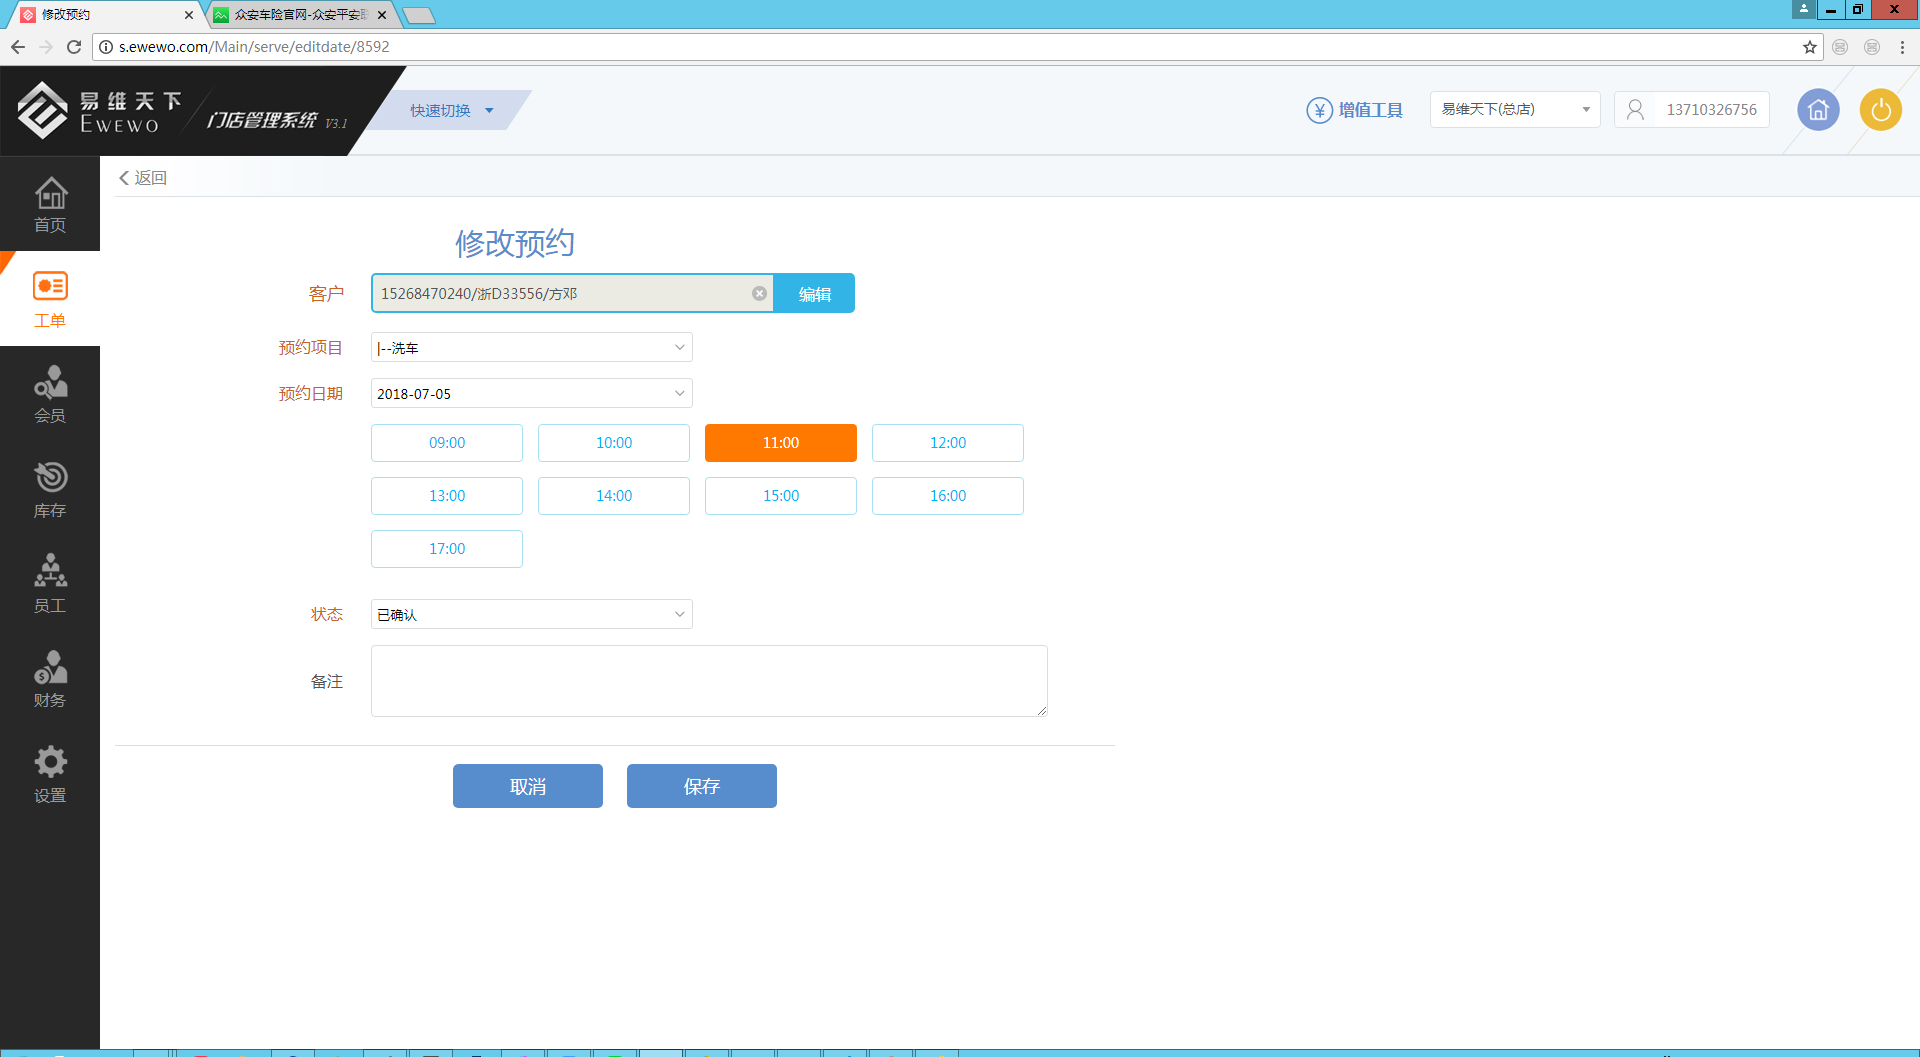 修改预约
众安车险官网-众安平安
s.ewewo.com/Main/serve/editdate/8592
易维天下
EWEWO
门店管理系统 V3.1
快速切换
¥ 增值工具
易维天下(总店)
13710326756
首页
工单
会员
库存
员工
财务
设置
返回
修改预约
客户
15268470240/浙D33556/方邓
编辑
预约项目
|--洗车
预约日期
2018-07-05
09:00
10:00
11:00
12:00
13:00
14:00
15:00
16:00
17:00
状态
已确认
备注
取消
保存